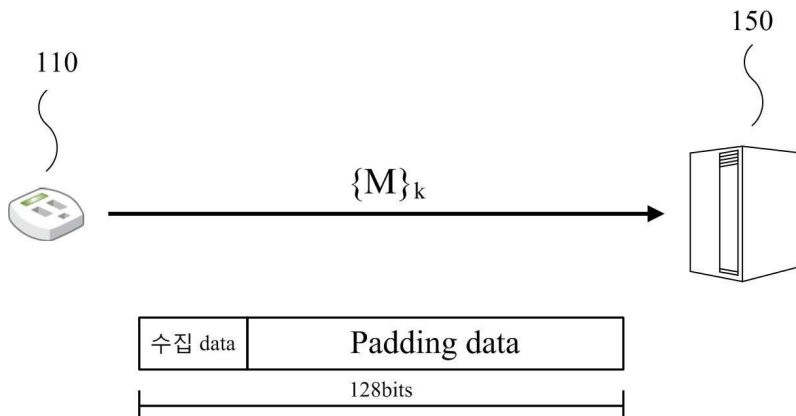 150
110
{M}k
수집 data
Padding data
128bits